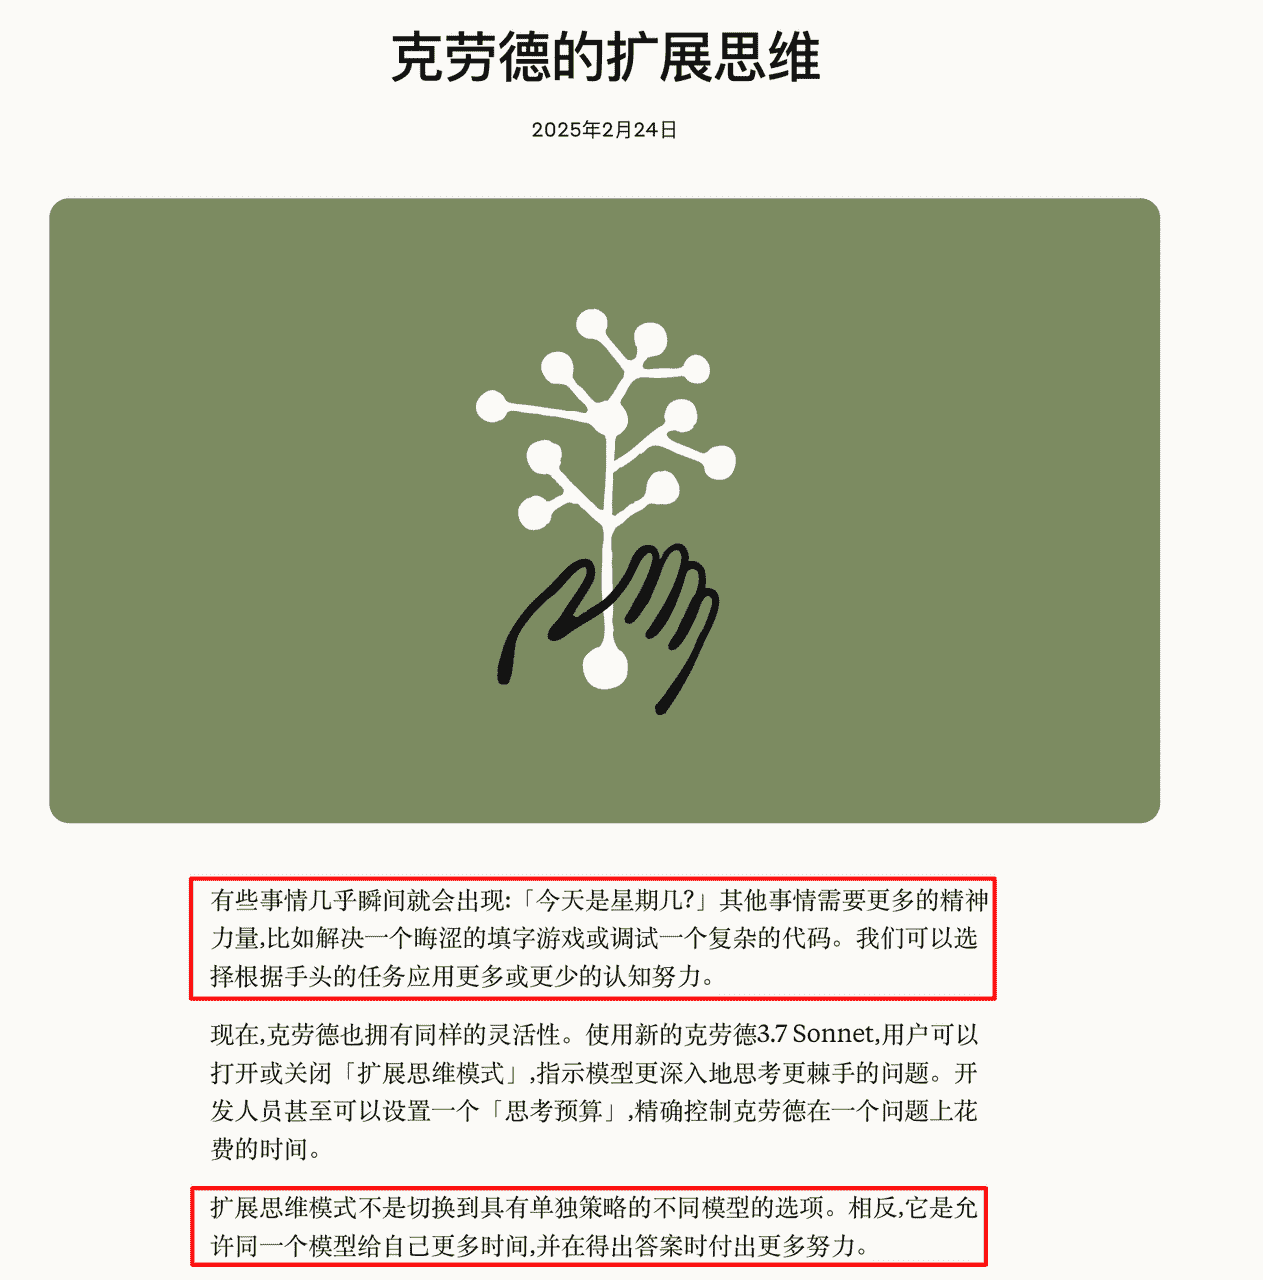 克劳德的扩展思维
2025年2月24日
有些事情几乎瞬间就会出现:「今天是星期几?」其他事情需要更多的精神
力量,比如解决一个晦涩的填字游戏或调试一个复杂的代码。我们可以选
择根据手头的任务应用更多或更少的认知努力。
现在,克劳德也拥有同样的灵活性。使用新的克劳德3.7 Sonnet,用户可以
打开或关闭「扩展思维模式」,指示模型更深入地思考更棘手的问题。开
发人员甚至可以设置一个「思考预算」,精确控制克劳德在一个问题上花
费的时间。
扩展思维模式不是切换到具有单独策略的不同模型的选项。相反,它是允
许同一个模型给自己更多时间,并在得出答案时付出更多努力。